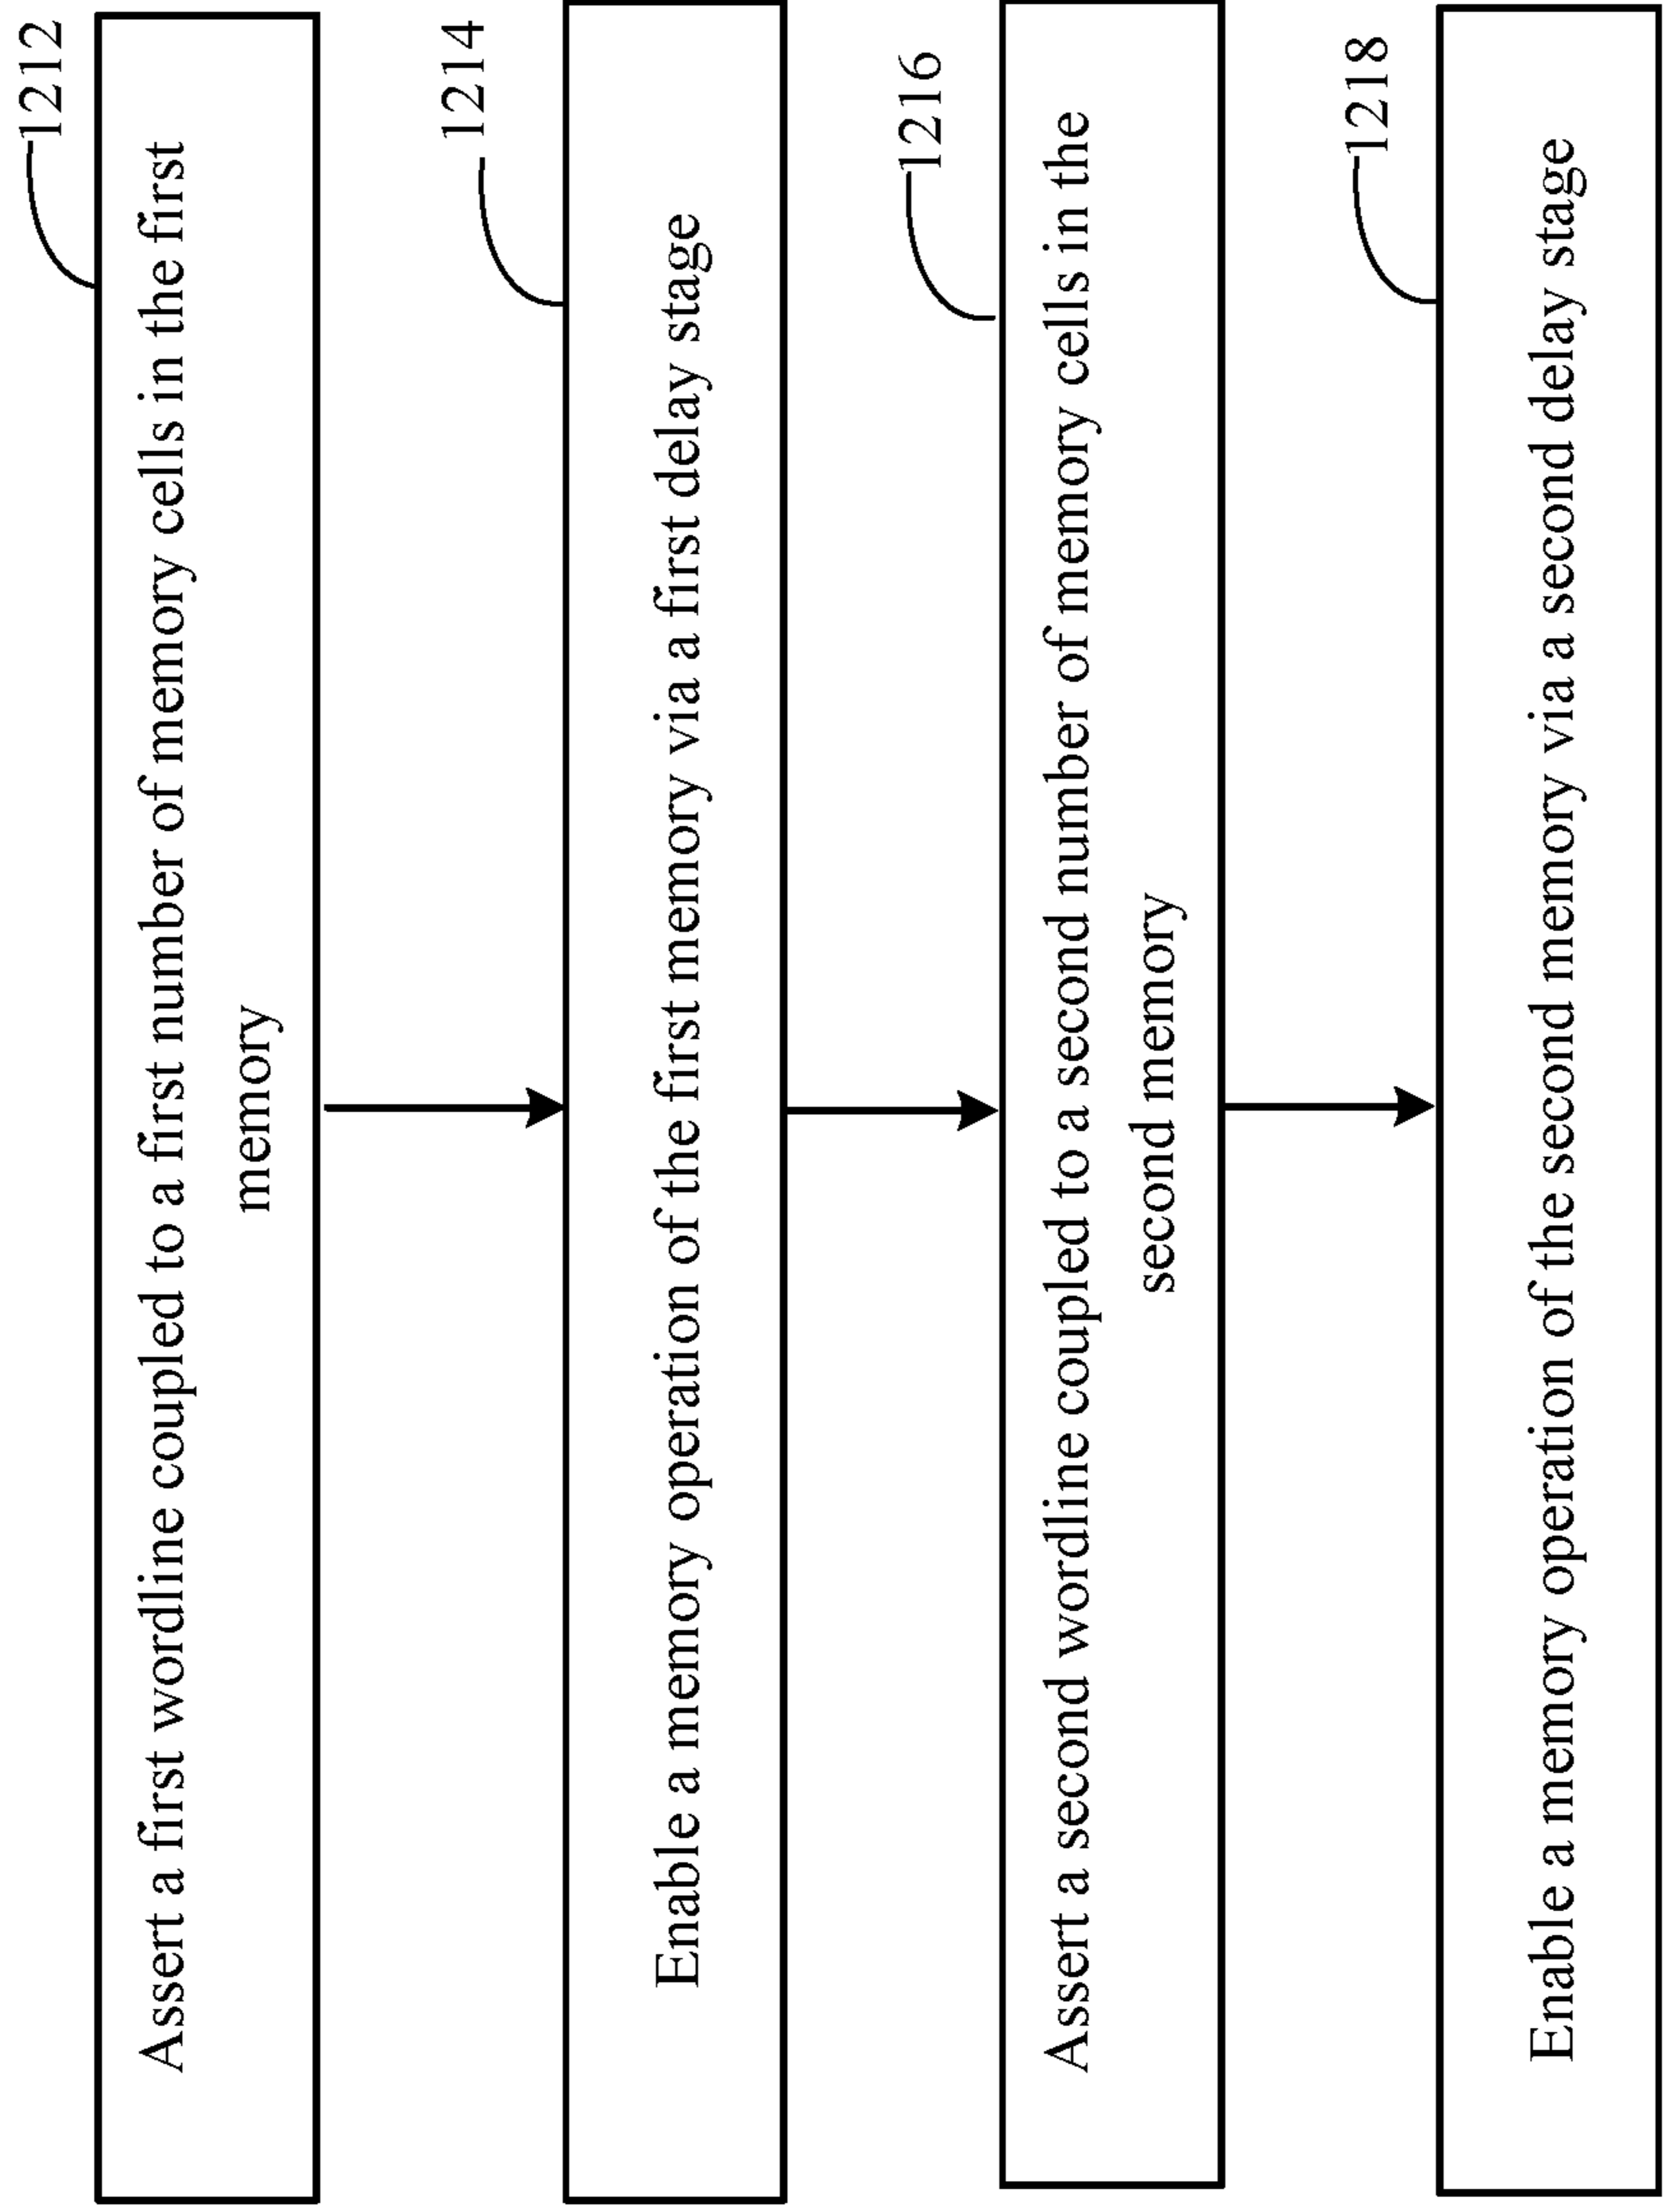 1212
Assert a first wordline coupled to a first number of memory cells in the first
memory
1214
Enable a memory operation of the first memory via a first delay stage
1216
Assert a second wordline coupled to a second number of memory cells in the
second memory
1218
Enable a memory operation of the second memory via a second delay stage